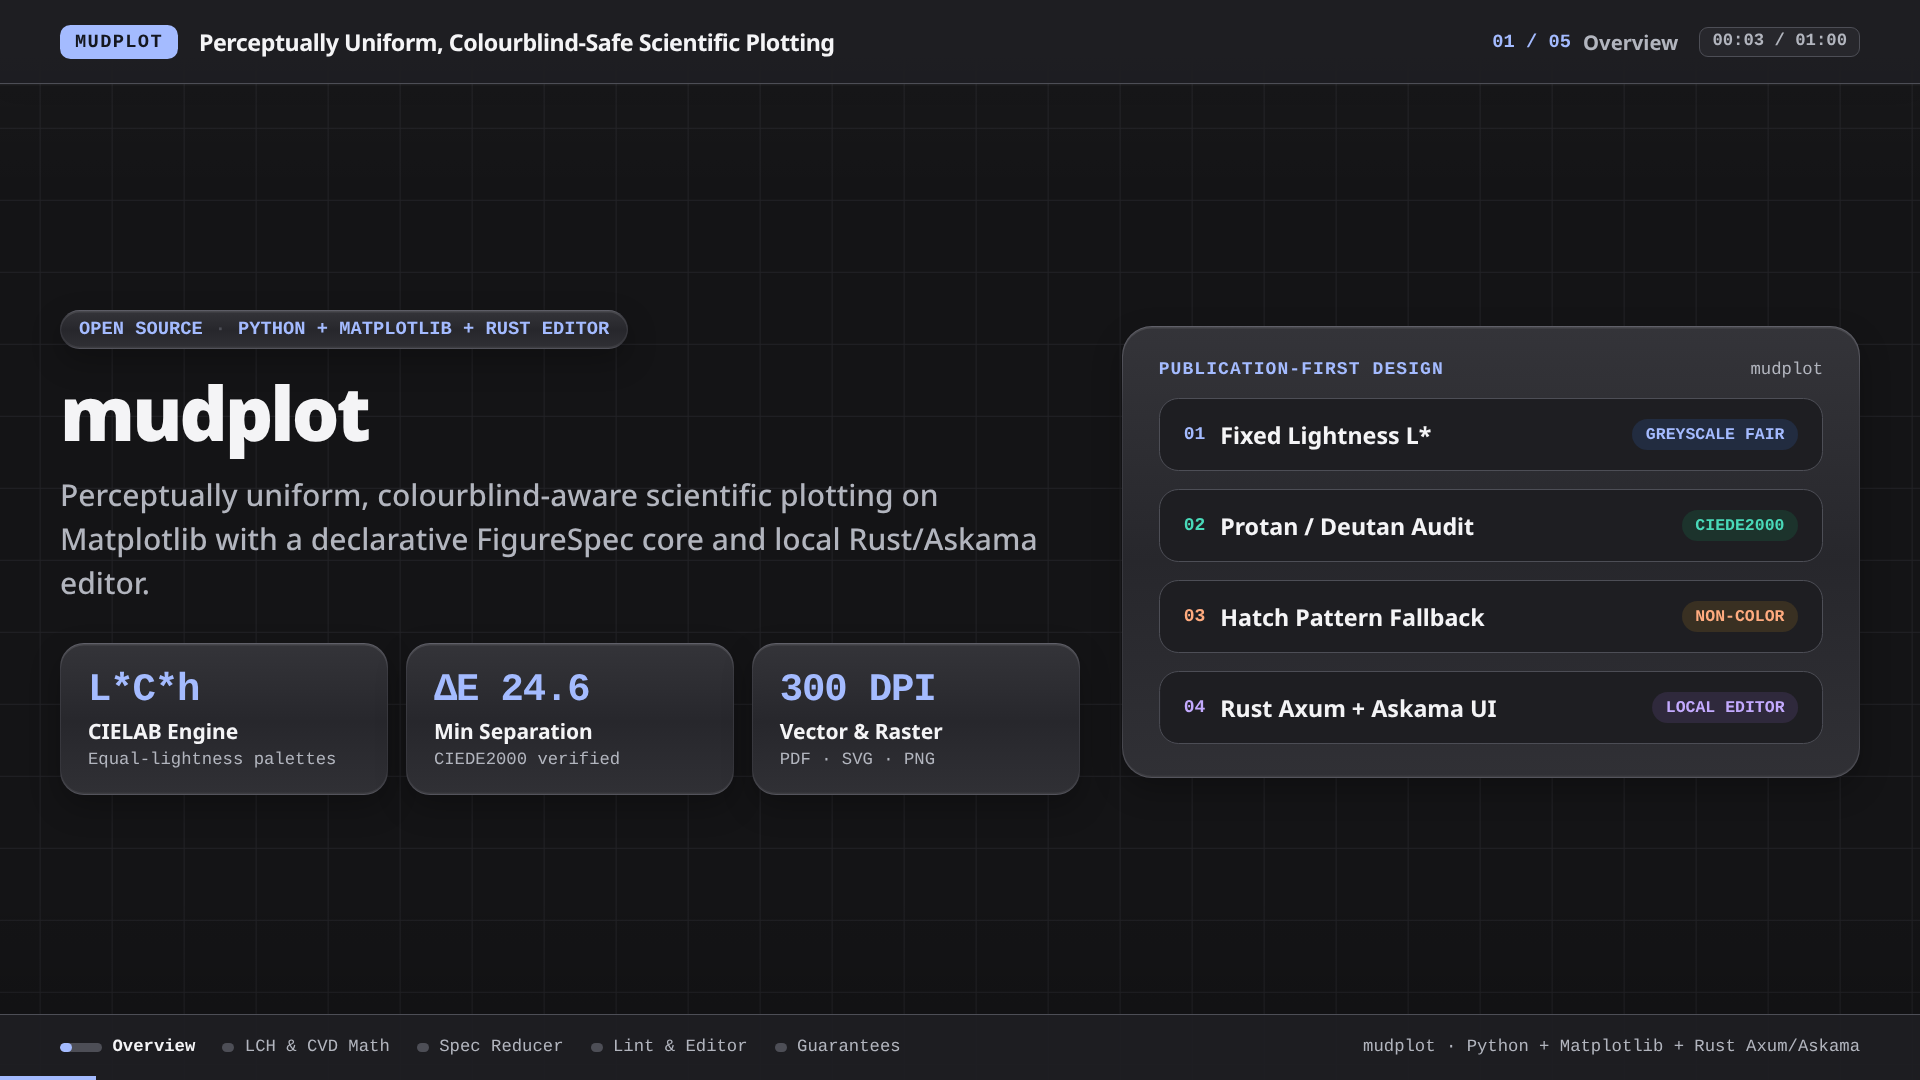 MUDPLOT
Perceptually Uniform, Colourblind-Safe Scientific Plotting
01 / 05 Overview
00:03 / 01:00
OPEN SOURCE · PYTHON + MATPLOTLIB + RUST EDITOR
mudplot
Perceptually uniform, colourblind-aware scientific plotting on
Matplotlib with a declarative FigureSpec core and local Rust/Askama
editor.
L*C*h
CIELAB Engine
Equal-lightness palettes
ΔE 24.6
Min Separation
CIEDE2000 verified
300 DPI
Vector & Raster
PDF · SVG · PNG
PUBLICATION-FIRST DESIGN
mudplot
01 Fixed Lightness L* GREYSCALE FAIR
02 Protan / Deutan Audit CIEDE2000
03 Hatch Pattern Fallback NON-COLOR
04 Rust Axum + Askama UI LOCAL EDITOR
Overview
LCH & CVD Math
Spec Reducer
Lint & Editor
Guarantees
mudplot · Python + Matplotlib + Rust Axum/Askama